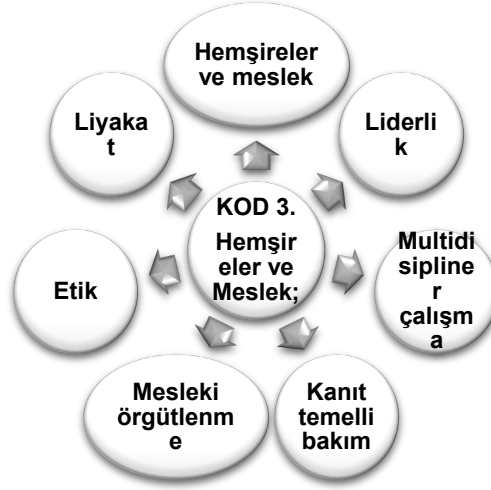 Hemşireler
ve meslek
Liyaka
t
Liderli
k
KOD 3.
Hemşir
eler ve
Meslek;
Multidi
sipline
r
çalışm
a
Etik
Mesleki
örgütlenm
e
Kanıt
temelli
bakım